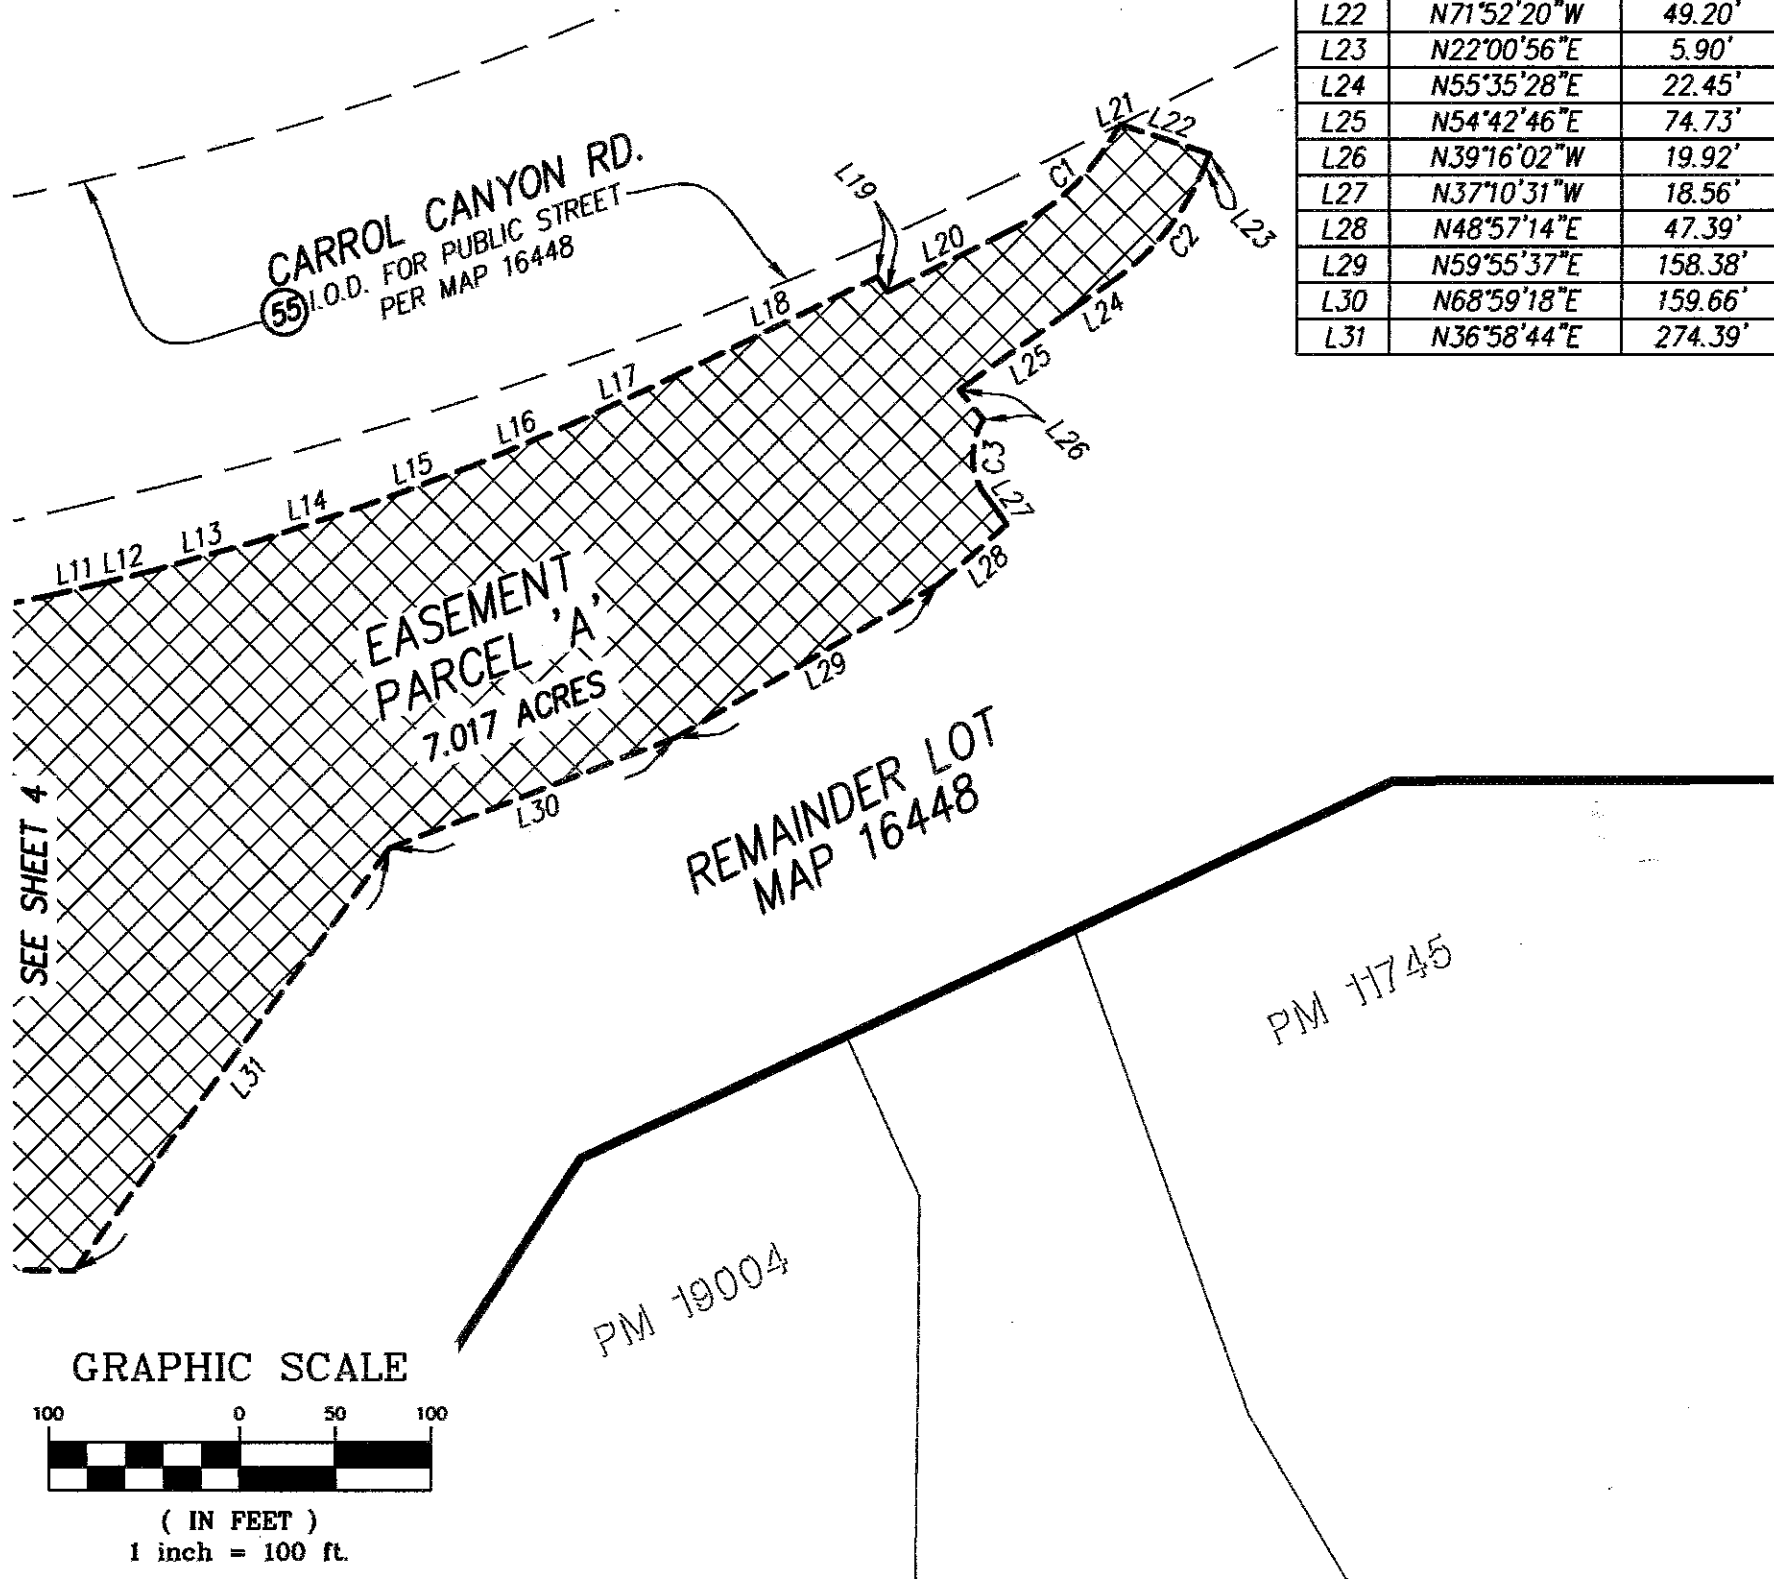 L22 N71°52'20"W 49.20'
L23 N22°00'56"E 5.90'
L24 N55°35'28"E 22.45'
L25 N54°42'46"E 74.73'
L26 N39°16'02"W 19.92'
L27 N37°10'31"W 18.56'
L28 N48°57'14"E 47.39'
L29 N59°55'37"E 158.38'
L30 N68°59'18"E 159.66'
L31 N36°58'44"E 274.39'
CARROL CANYON RD.
55 I.O.D. FOR PUBLIC STREET
PER MAP 16448
L11
L12
L13
L14
L15
L16
L17
L18
L19
L20
C1
L21
L22
L23
C2
L24
L25
L26
C3
L27
L28
L29
L30
L31
EASEMENT
PARCEL 'A'
7.017 ACRES
SEE SHEET 4
REMAINDER LOT
MAP 16448
PM 11745
PM 19004
GRAPHIC SCALE
100 0 50 100
( IN FEET )
1 inch = 100 ft.